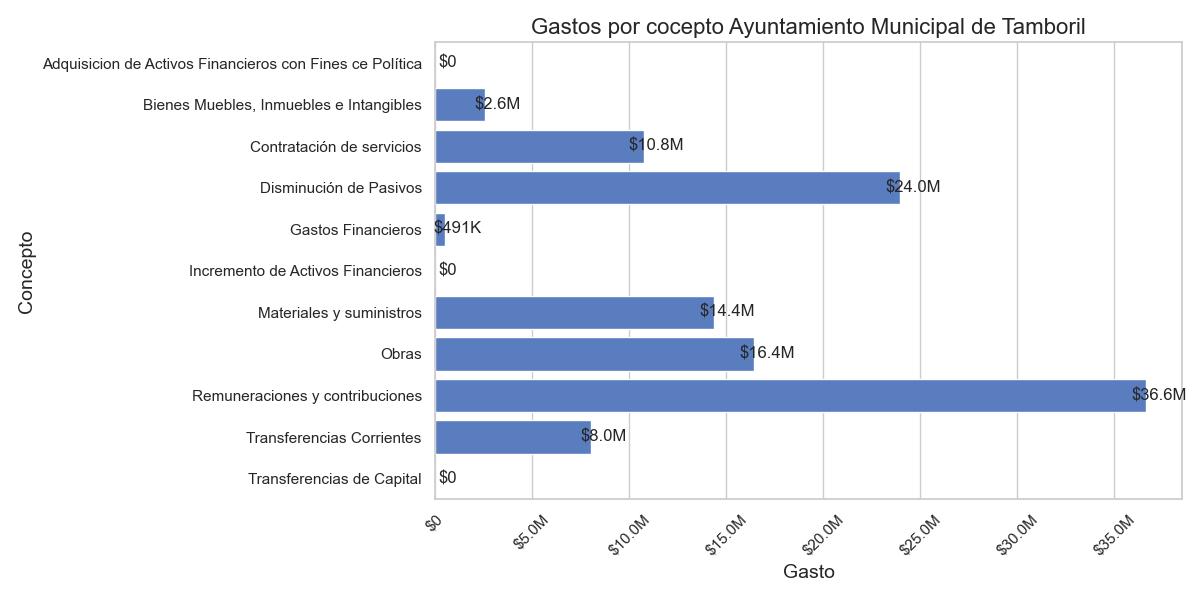 Gastos por cocepto Ayuntamiento Municipal de Tamboril
Concepto
Adquisicion de Activos Financieros con Fines ce Política $0
Bienes Muebles, Inmuebles e Intangibles $2.6M
Contratación de servicios $10.8M
Disminución de Pasivos $24.0M
Gastos Financieros $491K
Incremento de Activos Financieros $0
Materiales y suministros $14.4M
Obras $16.4M
Remuneraciones y contribuciones $36.6M
Transferencias Corrientes $8.0M
Transferencias de Capital $0
$0 $5.0M $10.0M $15.0M $20.0M $25.0M $30.0M $35.0M
Gasto